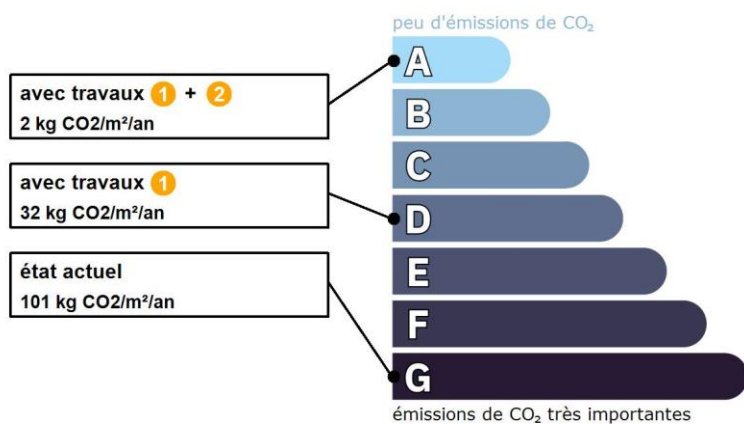 peu d'émissions de CO₂
A
avec travaux 1 + 2
2 kg CO2/m²/an
B
C
avec travaux 1
32 kg CO2/m²/an
D
E
état actuel
101 kg CO2/m²/an
F
G
émissions de CO₂ très importantes